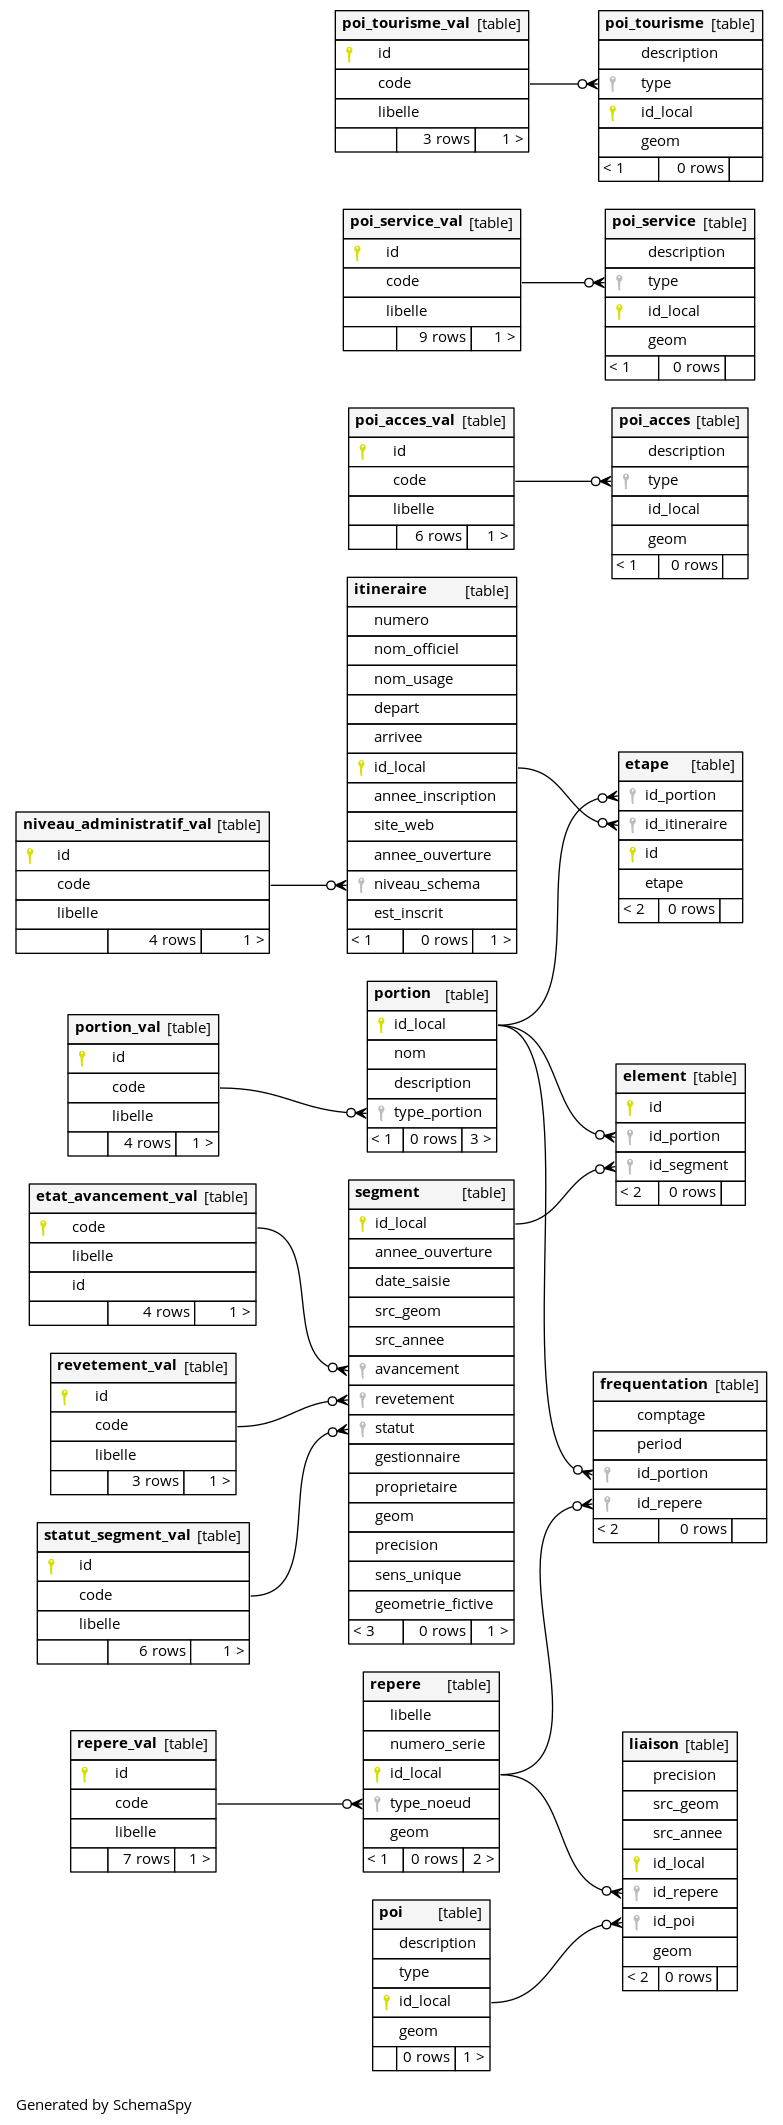 poi_tourisme_val [table]
id
code
libelle
3 rows 1 >
poi_tourisme [table]
description
type
id_local
geom
< 1 0 rows
poi_service_val [table]
id
code
libelle
9 rows 1 >
poi_service [table]
description
type
id_local
geom
< 1 0 rows
poi_acces_val [table]
id
code
libelle
6 rows 1 >
poi_acces [table]
description
type
id_local
geom
< 1 0 rows
itineraire [table]
numero
nom_officiel
nom_usage
depart
arrivee
id_local
annee_inscription
site_web
annee_ouverture
niveau_schema
est_inscrit
< 1 0 rows 1 >
etape [table]
id_portion
id_itineraire
id
etape
< 2 0 rows
niveau_administratif_val [table]
id
code
libelle
4 rows 1 >
portion [table]
id_local
nom
description
type_portion
< 1 0 rows 3 >
portion_val [table]
id
code
libelle
4 rows 1 >
element [table]
id
id_portion
id_segment
< 2 0 rows
etat_avancement_val [table]
code
libelle
id
4 rows 1 >
segment [table]
id_local
annee_ouverture
date_saisie
src_geom
src_annee
avancement
revetement
statut
gestionnaire
proprietaire
geom
precision
sens_unique
geometrie_fictive
< 3 0 rows 1 >
revetement_val [table]
id
code
libelle
3 rows 1 >
frequentation [table]
comptage
period
id_portion
id_repere
< 2 0 rows
statut_segment_val [table]
id
code
libelle
6 rows 1 >
repere [table]
libelle
numero_serie
id_local
type_noeud
geom
< 1 0 rows 2 >
repere_val [table]
id
code
libelle
7 rows 1 >
liaison [table]
precision
src_geom
src_annee
id_local
id_repere
id_poi
geom
< 2 0 rows
poi [table]
description
type
id_local
geom
0 rows 1 >
Generated by SchemaSpy